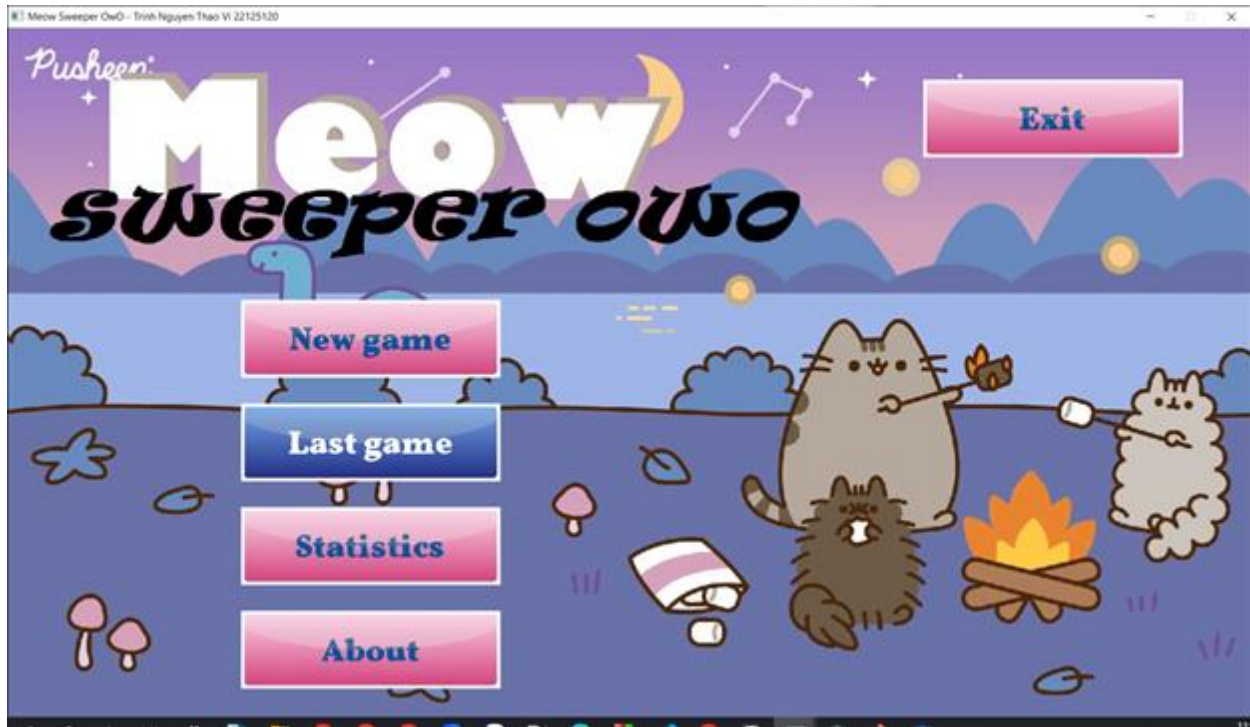 Meow Sweeper OwO - Trinh Nguyen Thao Vi 22125120
Pusheen
Meow
sweeper owo
Exit
New game
Last game
Statistics
About